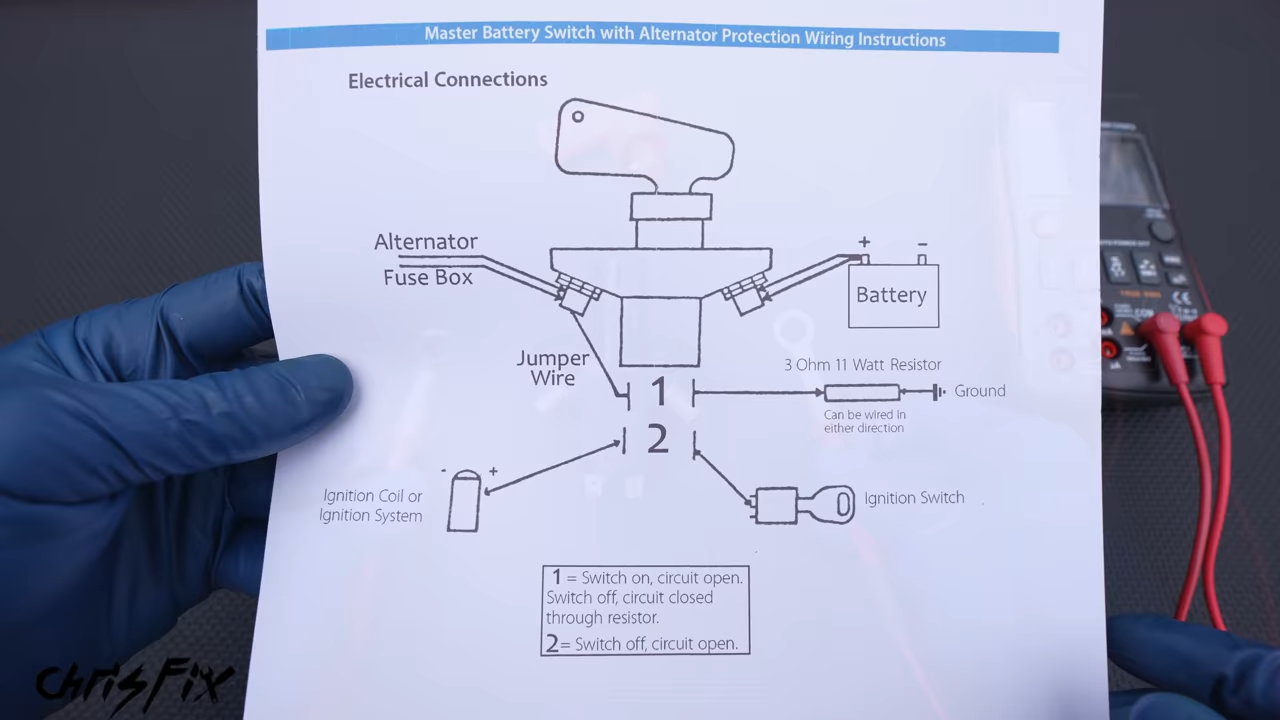 Master Battery Switch with Alternator Protection Wiring Instructions
Electrical Connections
Alternator
Fuse Box
+ -
Battery
Jumper
Wire
1
3 Ohm 11 Watt Resistor
Ground
Can be wired in
either direction
2
- +
Ignition Coil or
Ignition System
Ignition Switch
1 = Switch on, circuit open.
Switch off, circuit closed
through resistor.
2= Switch off, circuit open.
ChrisFix